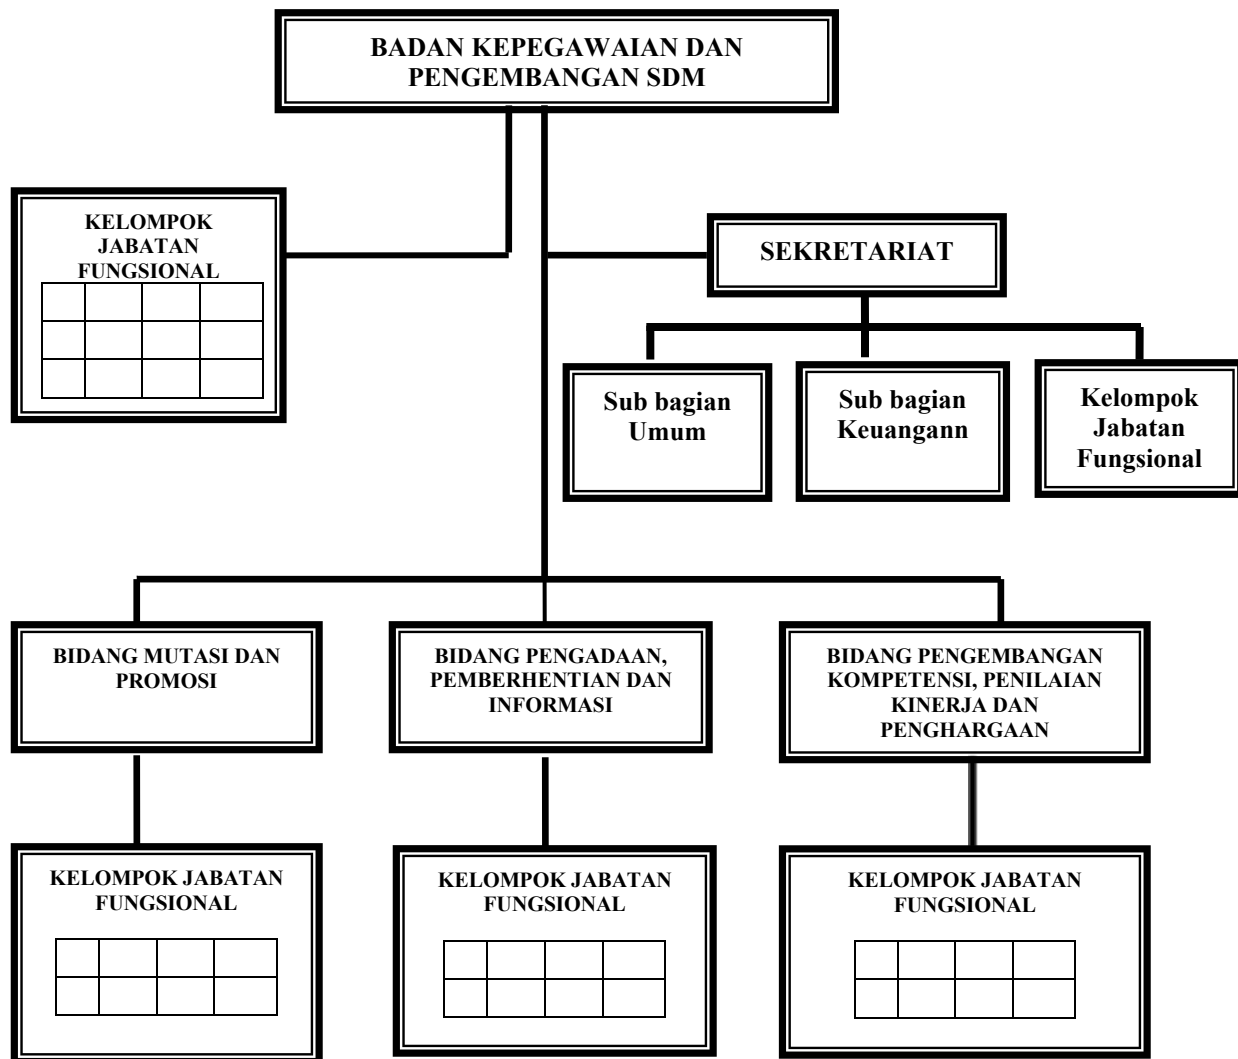 BADAN KEPEGAWAIAN DAN
PENGEMBANGAN SDM
KELOMPOK
JABATAN
FUNGSIONAL
SEKRETARIAT
Sub bagian
Umum
Sub bagian
Keuangann
Kelompok
Jabatan
Fungsional
BIDANG MUTASI DAN
PROMOSI
BIDANG PENGADAAN,
PEMBERHENTIAN DAN
INFORMASI
BIDANG PENGEMBANGAN
KOMPETENSI, PENILAIAN
KINERJA DAN
PENGHARGAAN
KELOMPOK JABATAN
FUNGSIONAL
KELOMPOK JABATAN
FUNGSIONAL
KELOMPOK JABATAN
FUNGSIONAL